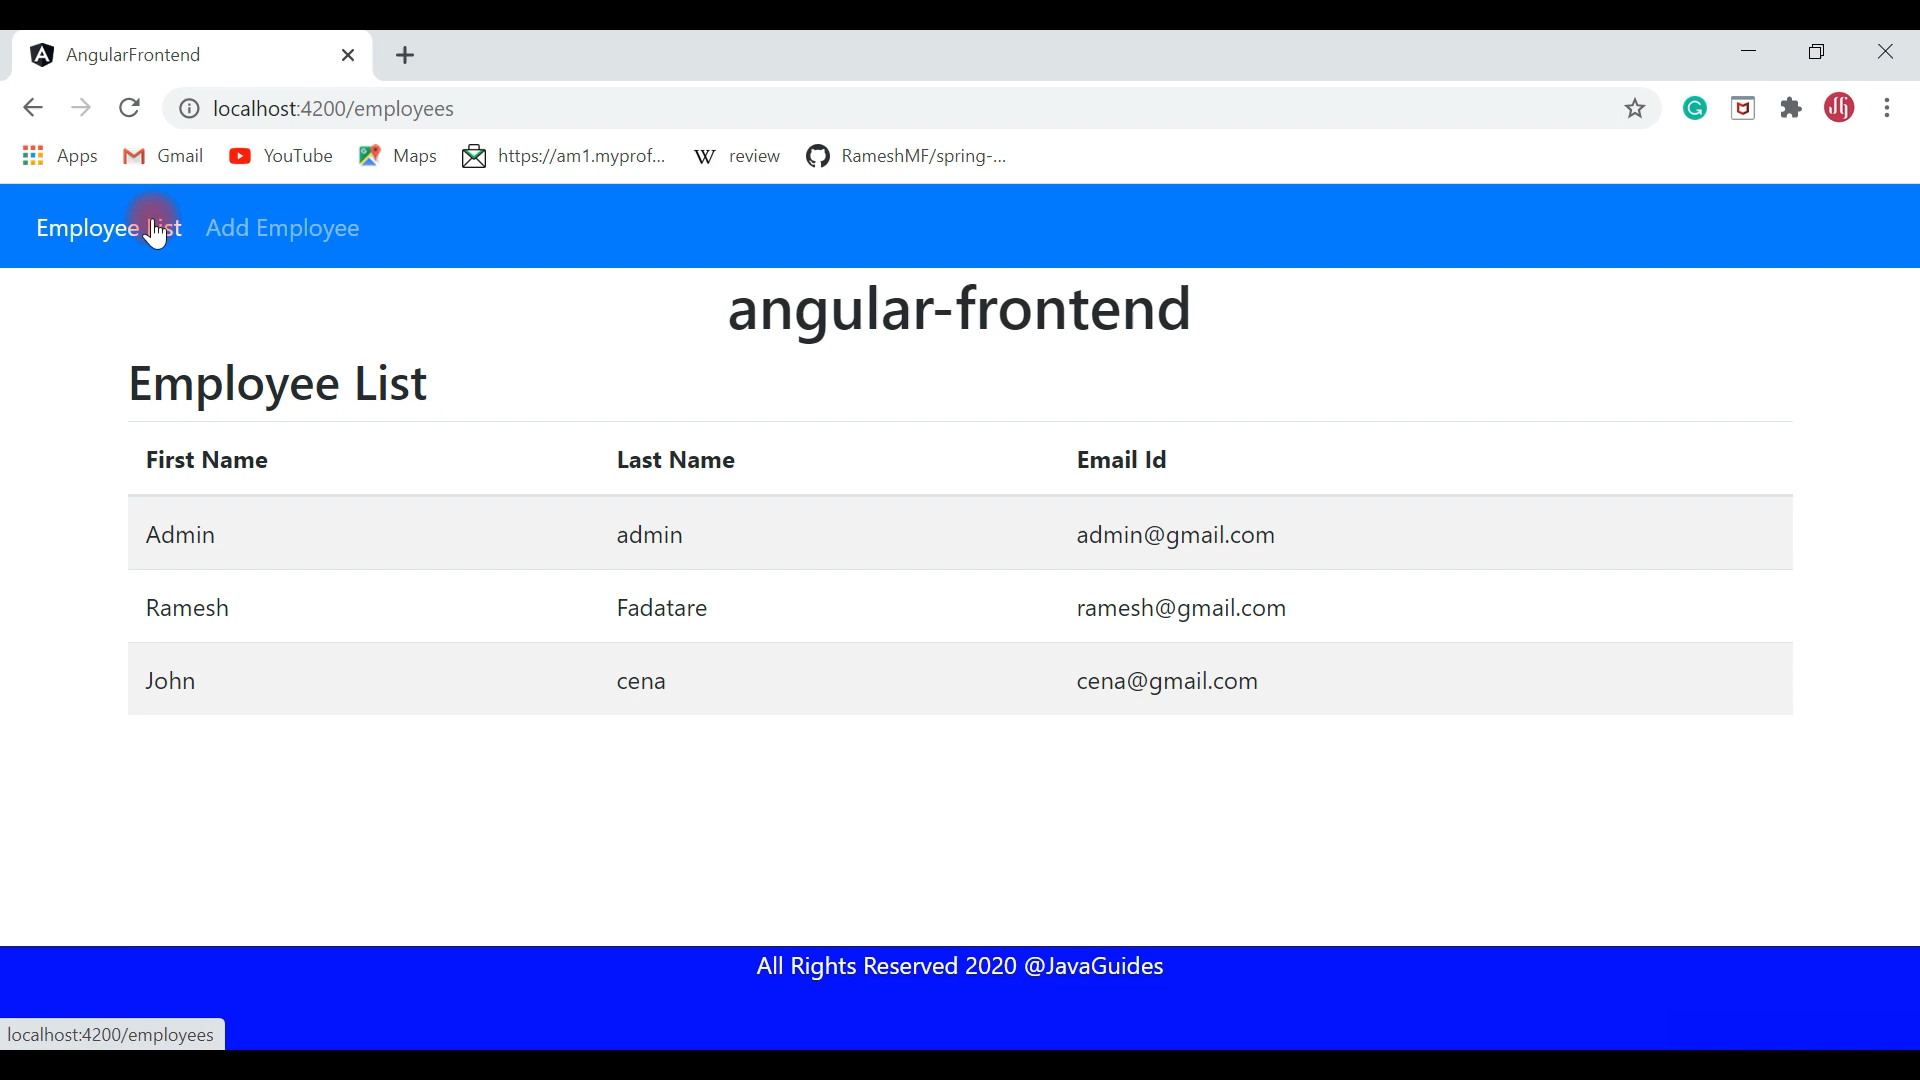 AngularFrontend
localhost:4200/employees
Apps Gmail YouTube Maps https://am1.myprof... review RameshMF/spring-...
Employee List Add Employee
angular-frontend
Employee List
First Name Last Name Email Id
Admin admin admin@gmail.com
Ramesh Fadatare ramesh@gmail.com
John cena cena@gmail.com
All Rights Reserved 2020 @JavaGuides
localhost:4200/employees